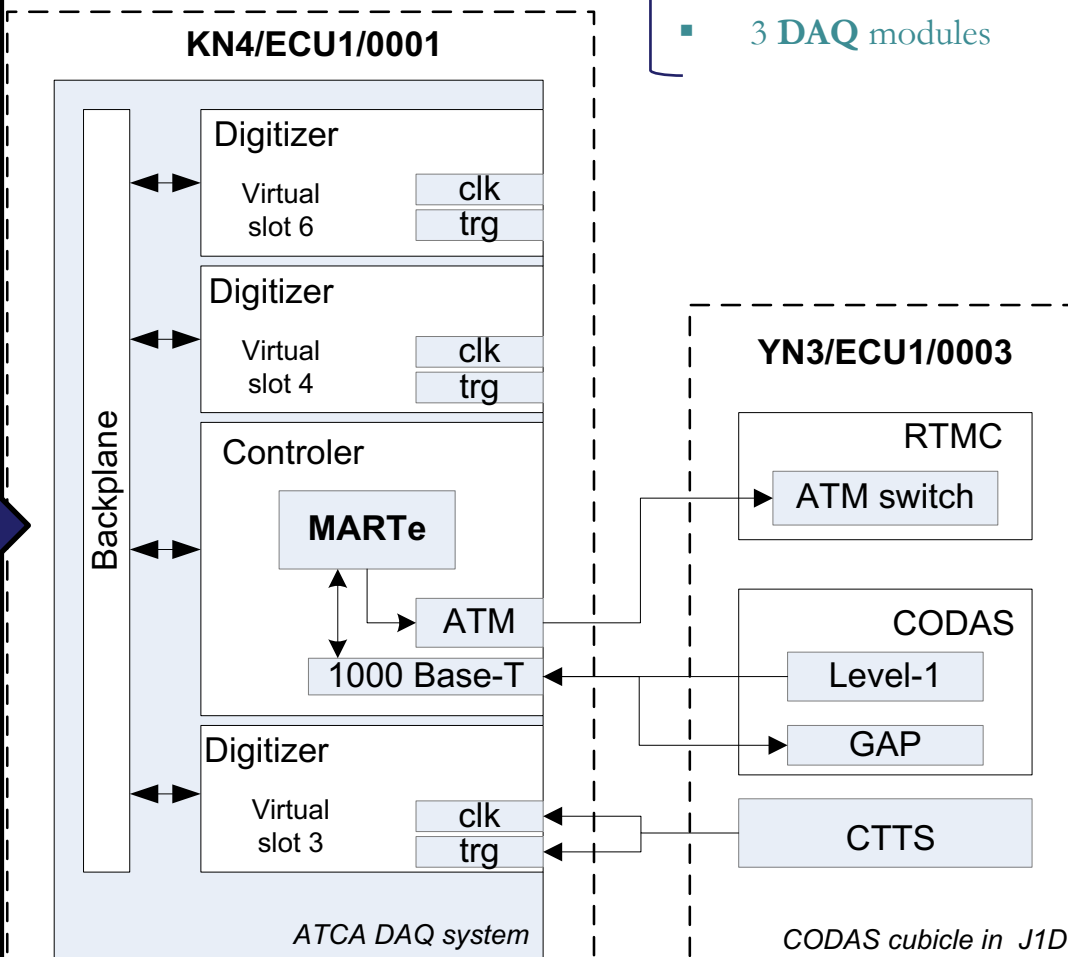 ▪ 3 DAQ modules
KN4/ECU1/0001
Digitizer
Virtual
slot 6
clk
trg
Digitizer
Virtual
slot 4
clk
trg
Backplane
Controler
MARTe
ATM
1000 Base-T
Digitizer
Virtual
slot 3
clk
trg
ATCA DAQ system
YN3/ECU1/0003
RTMC
ATM switch
CODAS
Level-1
GAP
CTTS
CODAS cubicle in J1D